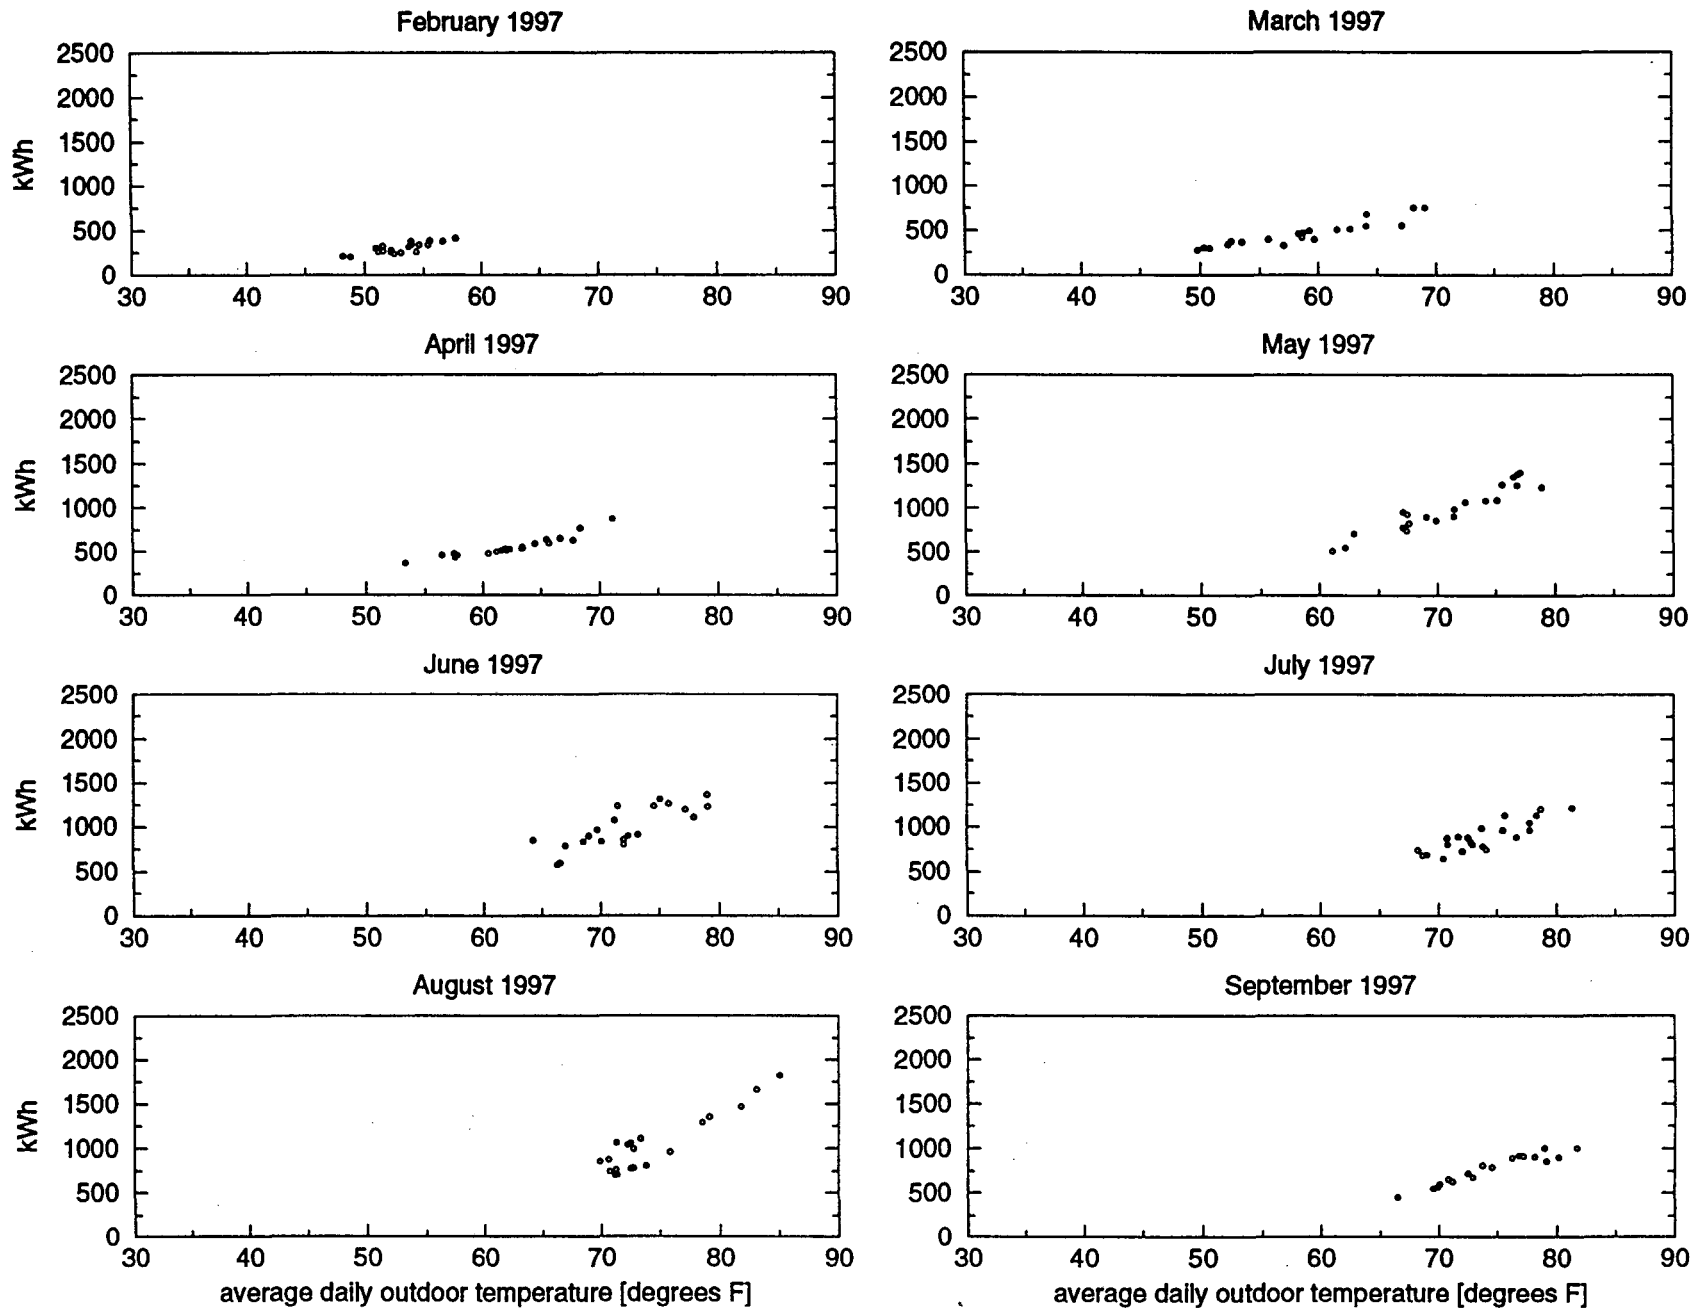 February 1997
March 1997
2500
2000
1500
1000
500
0
kWh
30 40 50 60 70 80 90
2500
2000
1500
1000
500
0
30 40 50 60 70 80 90
April 1997
May 1997
2500
2000
1500
1000
500
0
kWh
30 40 50 60 70 80 90
2500
2000
1500
1000
500
0
30 40 50 60 70 80 90
June 1997
July 1997
2500
2000
1500
1000
500
0
kWh
30 40 50 60 70 80 90
2500
2000
1500
1000
500
0
30 40 50 60 70 80 90
August 1997
September 1997
2500
2000
1500
1000
500
0
kWh
30 40 50 60 70 80 90
average daily outdoor temperature [degrees F]
2500
2000
1500
1000
500
0
30 40 50 60 70 80 90
average daily outdoor temperature [degrees F]